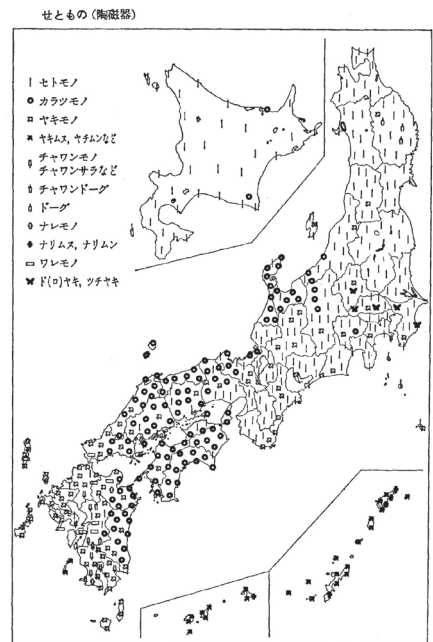 せともの（陶磁器）
セトモノ
カラツモノ
ヤキモノ
ヤキムス，ヤチムンなど
チャワンモノ
チャワンサラなど
チャワンドーグ
ドーグ
ナレモノ
ナリムス，ナリムン
ワレモノ
ド(ロ)ヤキ，ツチヤキ